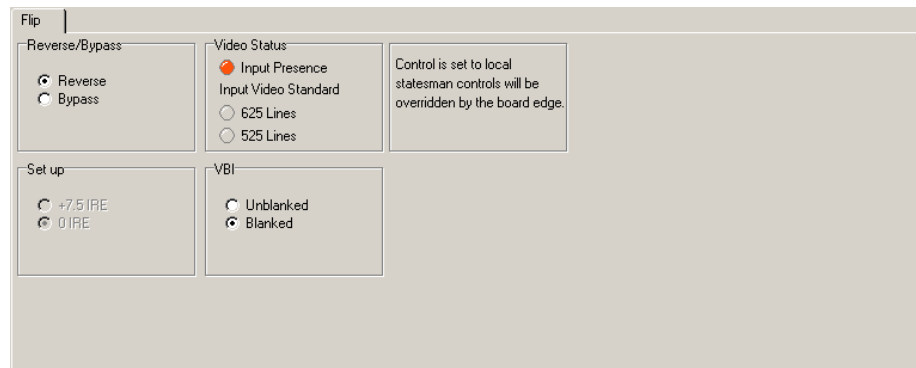 Flip
Reverse/Bypass
Reverse
Bypass
Video Status
Input Presence
Input Video Standard
625 Lines
525 Lines
Control is set to local
statesman controls will be
overridden by the board edge.
Set up
+7.5 IRE
0 IRE
VBI
Unblanked
Blanked